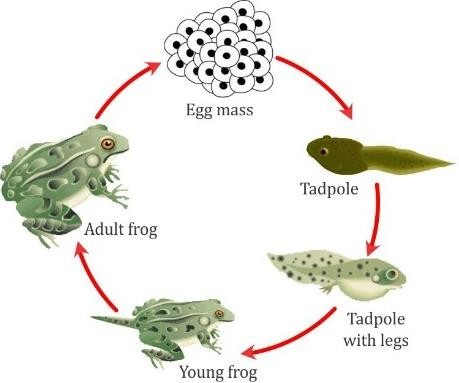 Egg mass
Tadpole
Tadpole
with legs
Young frog
Adult frog